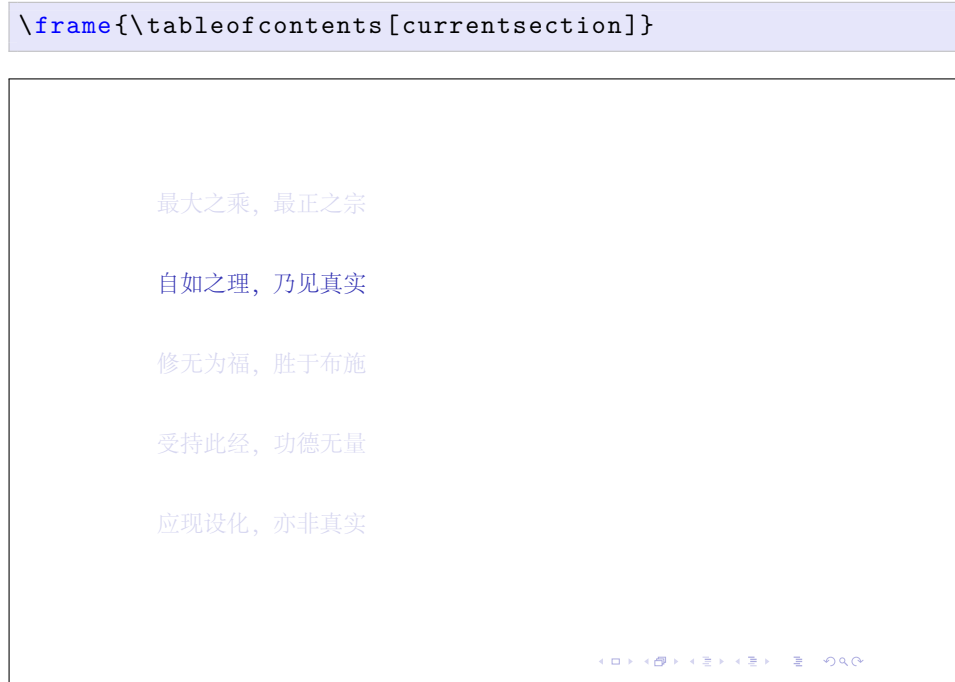 \frame{\tableofcontents[currentsection]}
最大之乘，最正之宗
自如之理，乃见真实
修无为福，胜于布施
受持此经，功德无量
应现设化，亦非真实